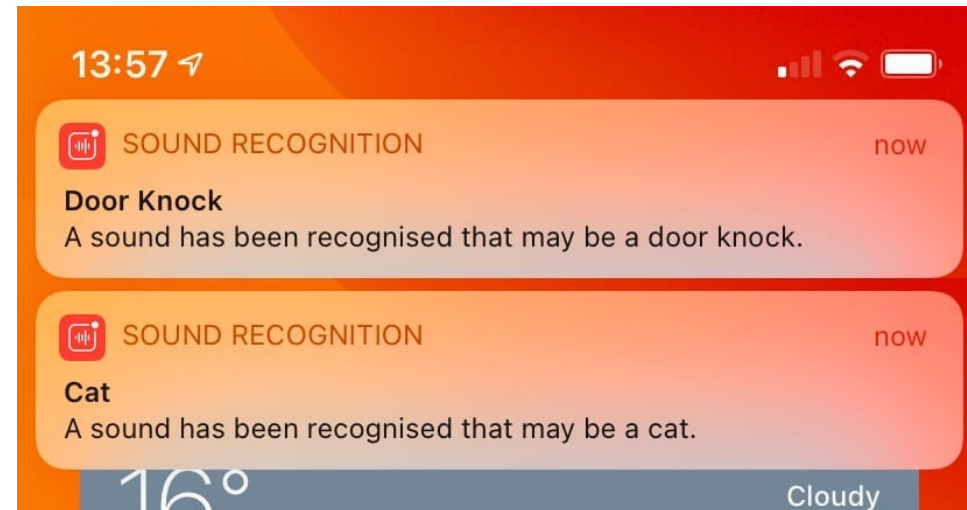 13:57
SOUND RECOGNITION now
Door Knock
A sound has been recognised that may be a door knock.
SOUND RECOGNITION now
Cat
A sound has been recognised that may be a cat.
16° Cloudy